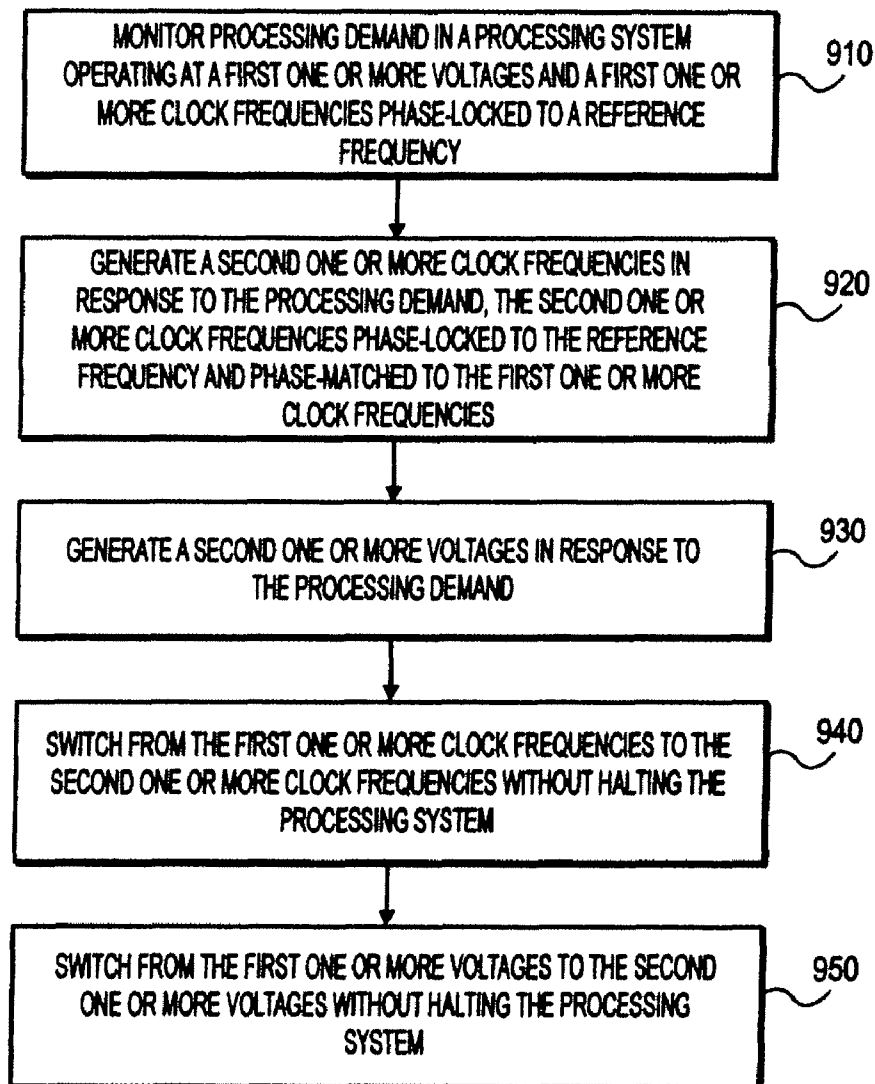 MONITOR PROCESSING DEMAND IN A PROCESSING SYSTEM
OPERATING AT A FIRST ONE OR MORE VOLTAGES AND A FIRST ONE OR
MORE CLOCK FREQUENCIES PHASE-LOCKED TO A REFERENCE
FREQUENCY
910
GENERATE A SECOND ONE OR MORE CLOCK FREQUENCIES IN
RESPONSE TO THE PROCESSING DEMAND, THE SECOND ONE OR
MORE CLOCK FREQUENCIES PHASE-LOCKED TO THE REFERENCE
FREQUENCY AND PHASE-MATCHED TO THE FIRST ONE OR MORE
CLOCK FREQUENCIES
920
GENERATE A SECOND ONE OR MORE VOLTAGES IN RESPONSE TO
THE PROCESSING DEMAND
930
SWITCH FROM THE FIRST ONE OR MORE CLOCK FREQUENCIES TO THE
SECOND ONE OR MORE CLOCK FREQUENCIES WITHOUT HALTING THE
PROCESSING SYSTEM
940
SWITCH FROM THE FIRST ONE OR MORE VOLTAGES TO THE SECOND
ONE OR MORE VOLTAGES WITHOUT HALTING THE PROCESSING
SYSTEM
950